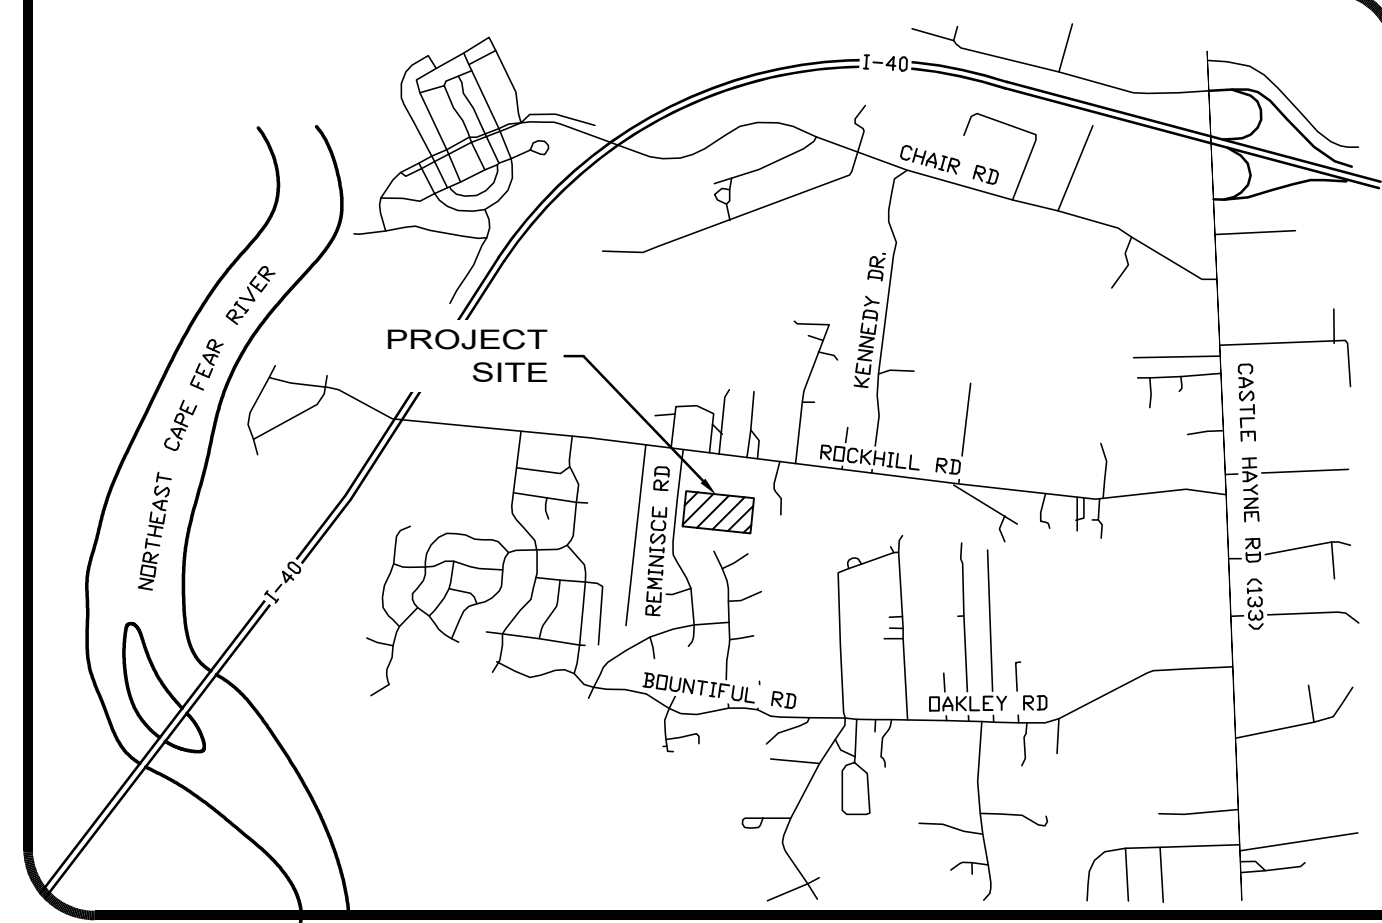 I-40
CHAIR RD
NORTHEAST CAPE FEAR RIVER
KENNEDY DR.
PROJECT
SITE
CASTLE HAYNE RD (133)
ROCKHILL RD
REMINISCE RD
I-40
BOUNTIFUL RD
OAKLEY RD